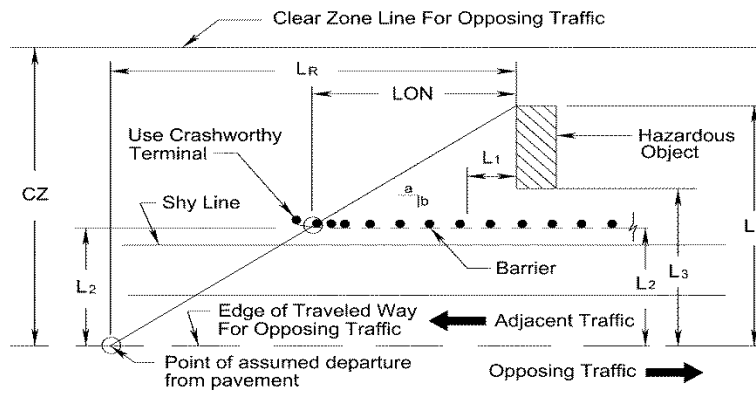 Clear Zone Line For Opposing Traffic
LR
LON
Use Crashworthy
Terminal
Hazardous
Object
L1
CZ
a
b
Shy Line
L
L3
L2
L2
Barrier
Edge of Traveled Way
For Opposing Traffic
Adjacent Traffic
Point of assumed departure
from pavement
Opposing Traffic